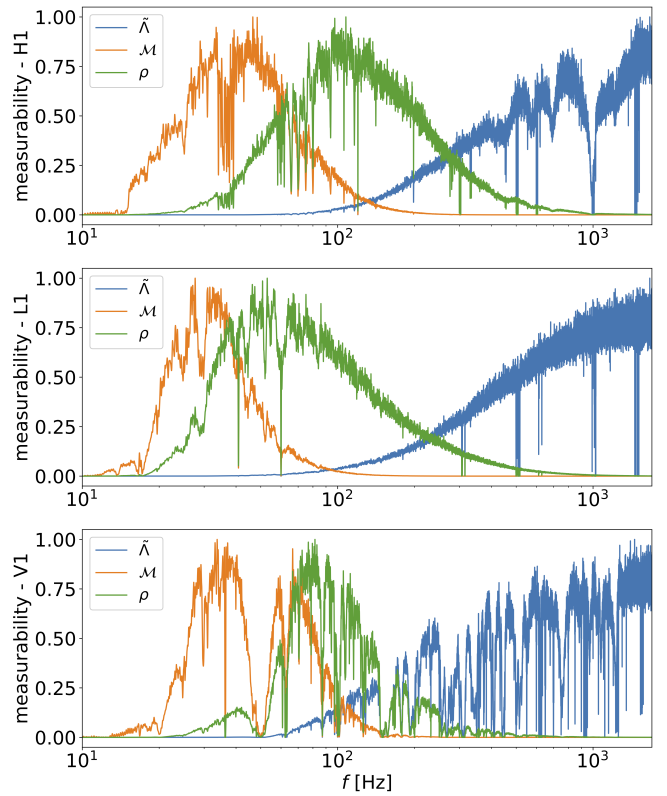 measurability - H1
1.00
0.75
0.50
0.25
0.00
Λ̃
ℳ
ρ
10¹ 10² 10³
measurability - L1
1.00
0.75
0.50
0.25
0.00
Λ̃
ℳ
ρ
10¹ 10² 10³
measurability - V1
1.00
0.75
0.50
0.25
0.00
Λ̃
ℳ
ρ
10¹ 10² 10³
f [Hz]